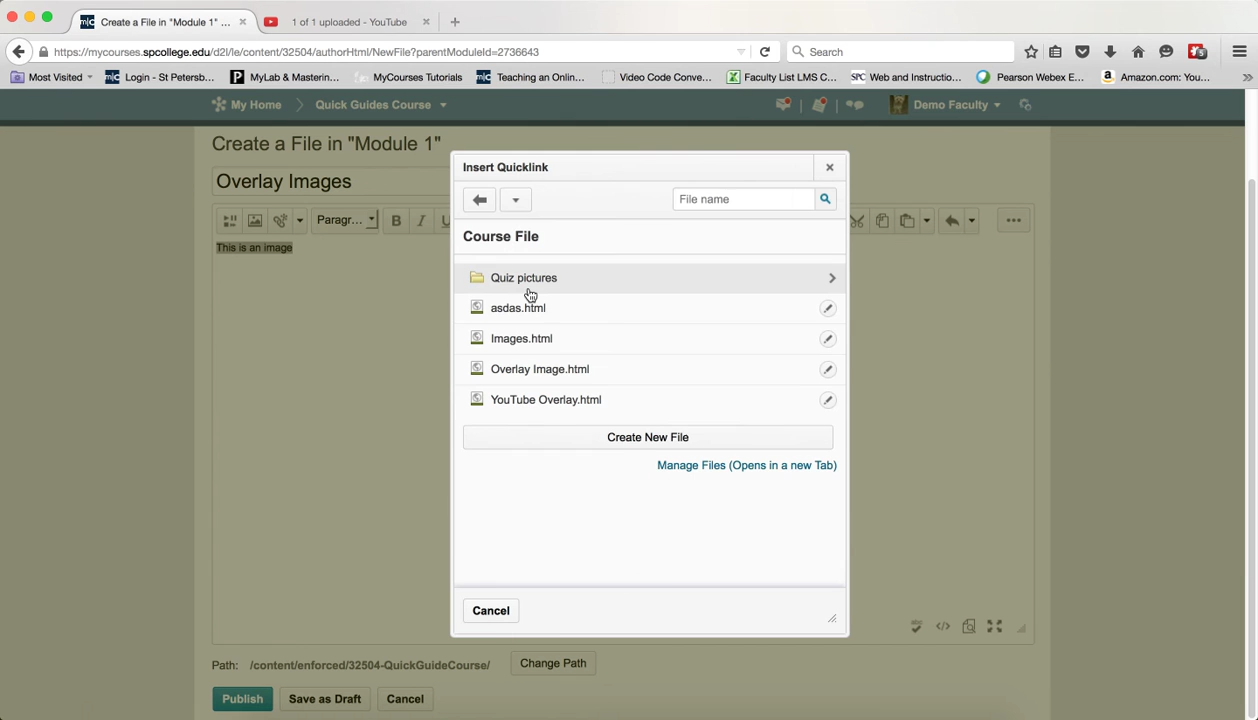 Create a File in "Module 1" ...
1 of 1 uploaded - YouTube
https://mycourses.spcollege.edu/d2l/le/content/32504/authorHtml/NewFile?parentModuleId=2736643
Search
Most Visited
Login - St Petersb...
MyLab & Mastering...
MyCourses Tutorials
Teaching an Onlin...
Video Code Conve...
Faculty List LMS C...
Web and Instructio...
Pearson Webex E...
Amazon.com: You...
My Home
Quick Guides Course
Demo Faculty
Create a File in "Module 1"
Overlay Images
Paragr...
B
I
U
This is an image
Insert Quicklink
File name
Course File
Quiz pictures
asdas.html
Images.html
Overlay Image.html
YouTube Overlay.html
Create New File
Manage Files (Opens in a new Tab)
Cancel
Path: /content/enforced/32504-QuickGuideCourse/
Change Path
Publish
Save as Draft
Cancel